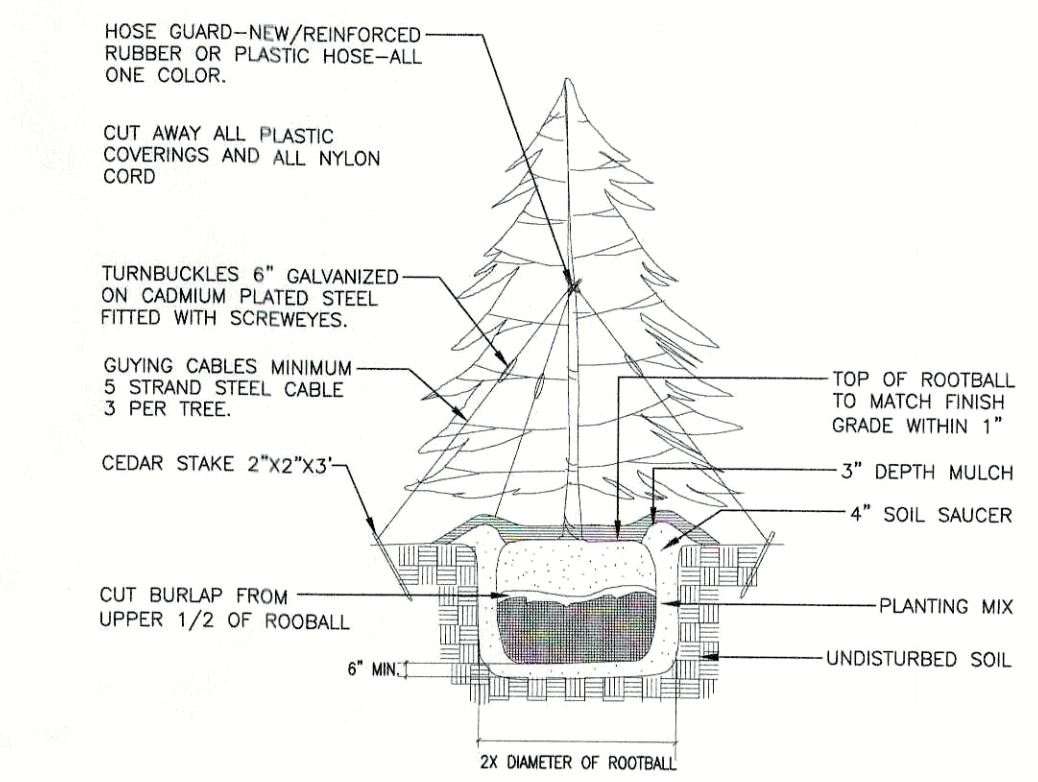 HOSE GUARD-NEW/REINFORCED
RUBBER OR PLASTIC HOSE-ALL
ONE COLOR.
CUT AWAY ALL PLASTIC
COVERINGS AND ALL NYLON
CORD
TURNBUCKLES 6" GALVANIZED
ON CADMIUM PLATED STEEL
FITTED WITH SCREWEYES.
GUYING CABLES MINIMUM
5 STRAND STEEL CABLE
3 PER TREE.
CEDAR STAKE 2"X2"X3'
CUT BURLAP FROM
UPPER 1/2 OF ROOBALL
6" MIN.
TOP OF ROOTBALL
TO MATCH FINISH
GRADE WITHIN 1"
3" DEPTH MULCH
4" SOIL SAUCER
PLANTING MIX
UNDISTURBED SOIL
2X DIAMETER OF ROOTBALL